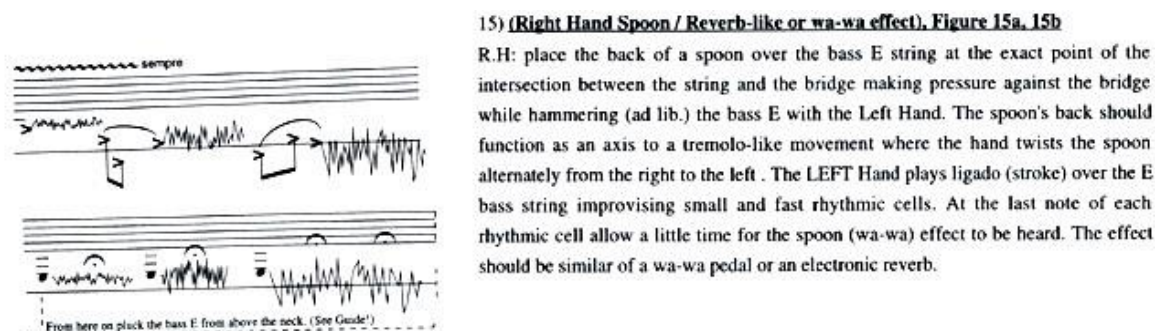 sempre
From here on pluck the bass E from above the neck. (See Guide!)
15) (Right Hand Spoon / Reverb-like or wa-wa effect), Figure 15a, 15b
R.H: place the back of a spoon over the bass E string at the exact point of the
intersection between the string and the bridge making pressure against the bridge
while hammering (ad lib.) the bass E with the Left Hand. The spoon's back should
function as an axis to a tremolo-like movement where the hand twists the spoon
alternately from the right to the left . The LEFT Hand plays ligado (stroke) over the E
bass string improvising small and fast rhythmic cells. At the last note of each
rhythmic cell allow a little time for the spoon (wa-wa) effect to be heard. The effect
should be similar of a wa-wa pedal or an electronic reverb.